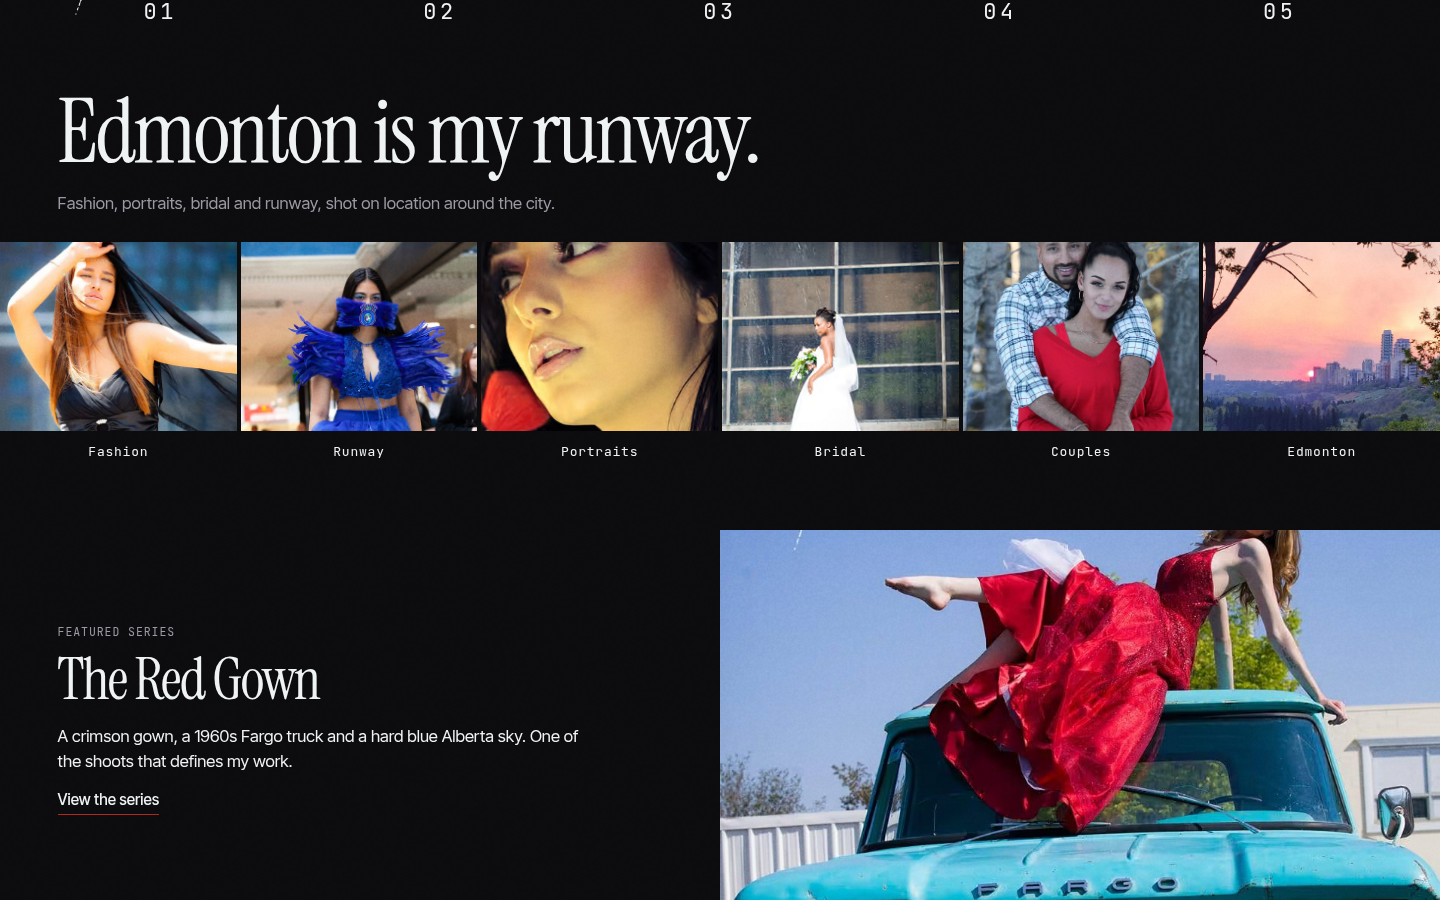 01 02 03 04 05
Edmonton is my runway.
Fashion, portraits, bridal and runway, shot on location around the city.
Fashion Runway Portraits Bridal Couples Edmonton
FEATURED SERIES
The Red Gown
A crimson gown, a 1960s Fargo truck and a hard blue Alberta sky. One of
the shoots that defines my work.
View the series
FARGO